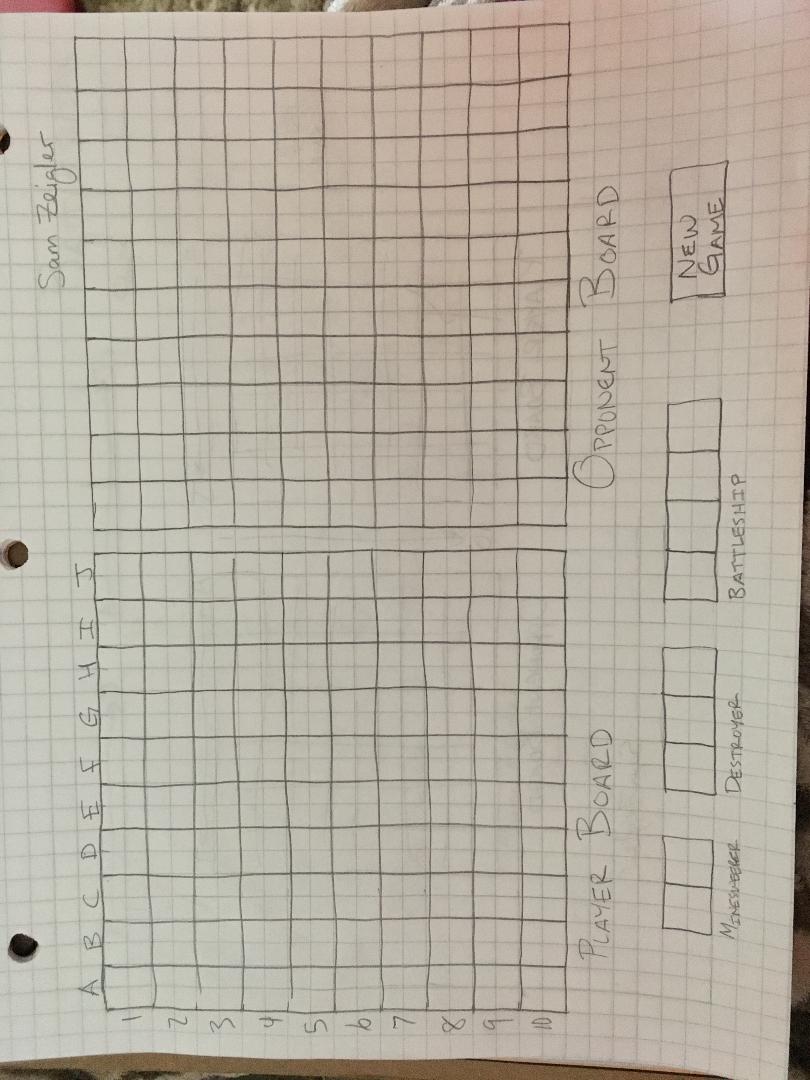 Sam Zeigler
A B C D E F G H I J
1
2
3
4
5
6
7
8
9
10
PLAYER BOARD OPPONENT BOARD
NEW
GAME
MINESWEEPER DESTROYER BATTLESHIP